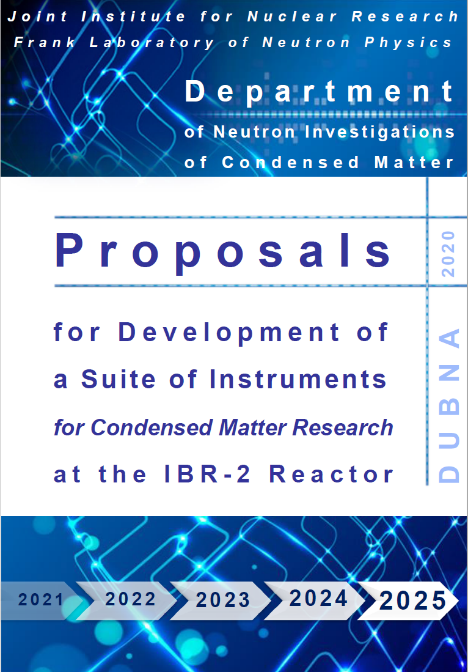 Joint Institute for Nuclear Research
Frank Laboratory of Neutron Physics
Department
of Neutron Investigations
of Condensed Matter
Proposals
for Development of
a Suite of Instruments
for Condensed Matter Research
at the IBR-2 Reactor
DUBNA 2020
2021 2022 2023 2024 2025